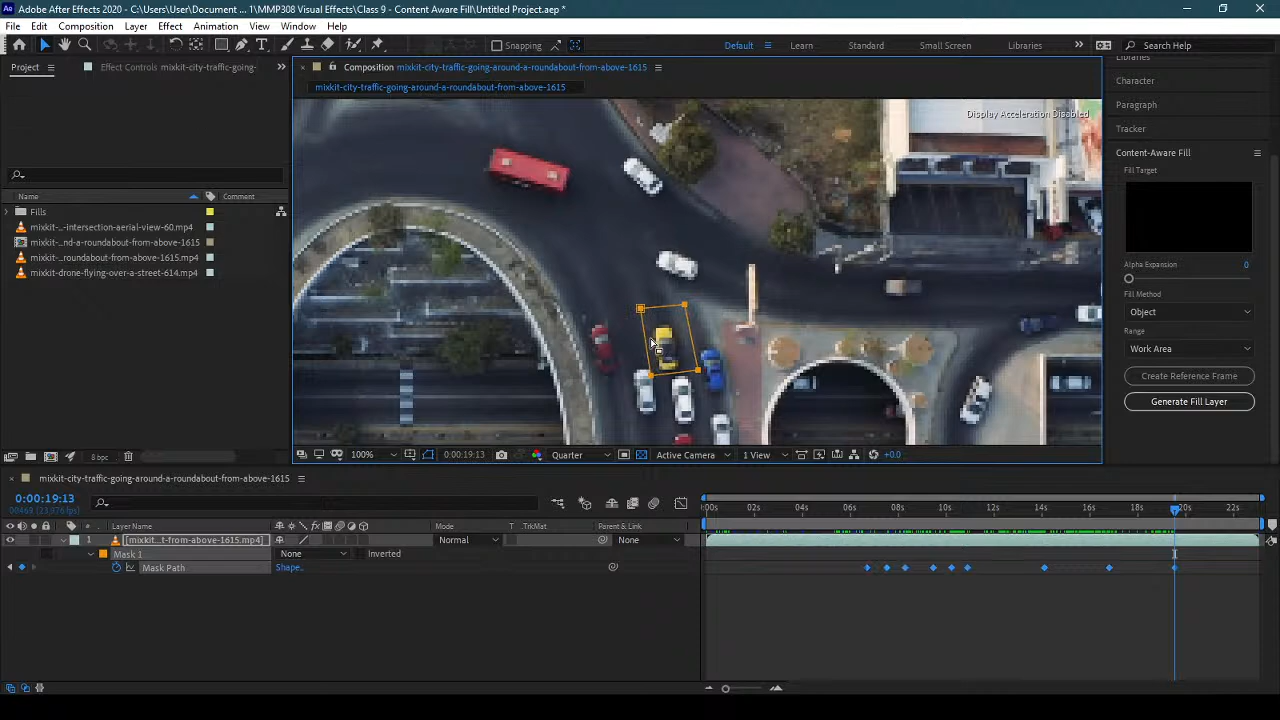 Adobe After Effects 2020 - C:\Users\User\Document ... 1\MMP308 Visual Effects\Class 9 - Content Aware Fill\Untitled Project.aep *
File Edit Composition Layer Effect Animation View Window Help
Snapping Default Learn Standard Small Screen Libraries Search Help
Project Effect Controls mixkit-city-traffic-going-
Composition mixkit-city-traffic-going-around-a-roundabout-from-above-1615
mixkit-city-traffic-going-around-a-roundabout-from-above-1615
Display Acceleration Disabled
Name Comment
Fills
mixkit-...-intersection-aerial-view-60.mp4
mixkit-...nd-a-roundabout-from-above-1615
mixkit-...roundabout-from-above-1615.mp4
mixkit-drone-flying-over-a-street-614.mp4
8 bpc
100% 0:00:19:13 Quarter Active Camera 1 View +0.0
Libraries
Character
Paragraph
Tracker
Content-Aware Fill
Fill Target
Alpha Expansion 0
Fill Method
Object
Range
Work Area
Create Reference Frame
Generate Fill Layer
mixkit-city-traffic-going-around-a-roundabout-from-above-1615
0:00:19:13
# Layer Name Mode T .TrkMat Parent & Link
1 [mixkit...t-from-above-1615.mp4] Normal None
Mask 1 None Inverted
Mask Path Shape..
:00s 02s 04s 06s 08s 10s 12s 14s 16s 18s 20s 22s